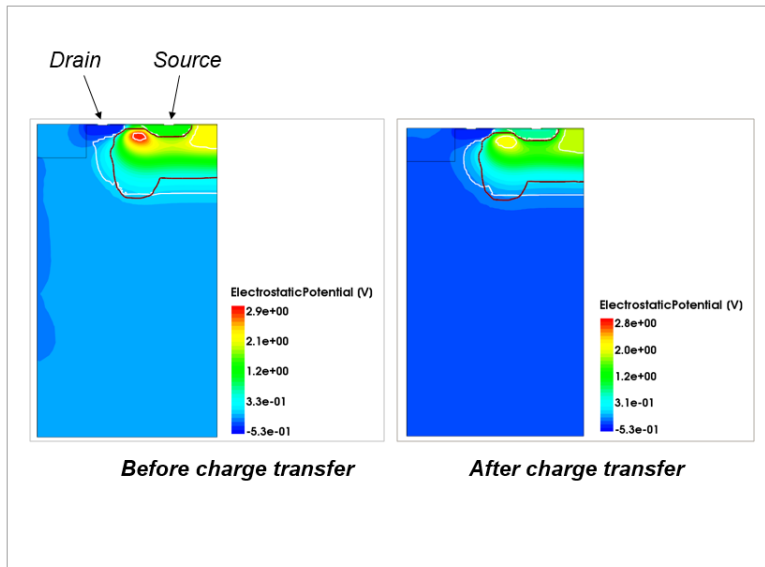 Drain Source
ElectrostaticPotential (V)
2.9e+00
2.1e+00
1.2e+00
3.3e-01
-5.3e-01
ElectrostaticPotential (V)
2.8e+00
2.0e+00
1.2e+00
3.1e-01
-5.3e-01
Before charge transfer
After charge transfer